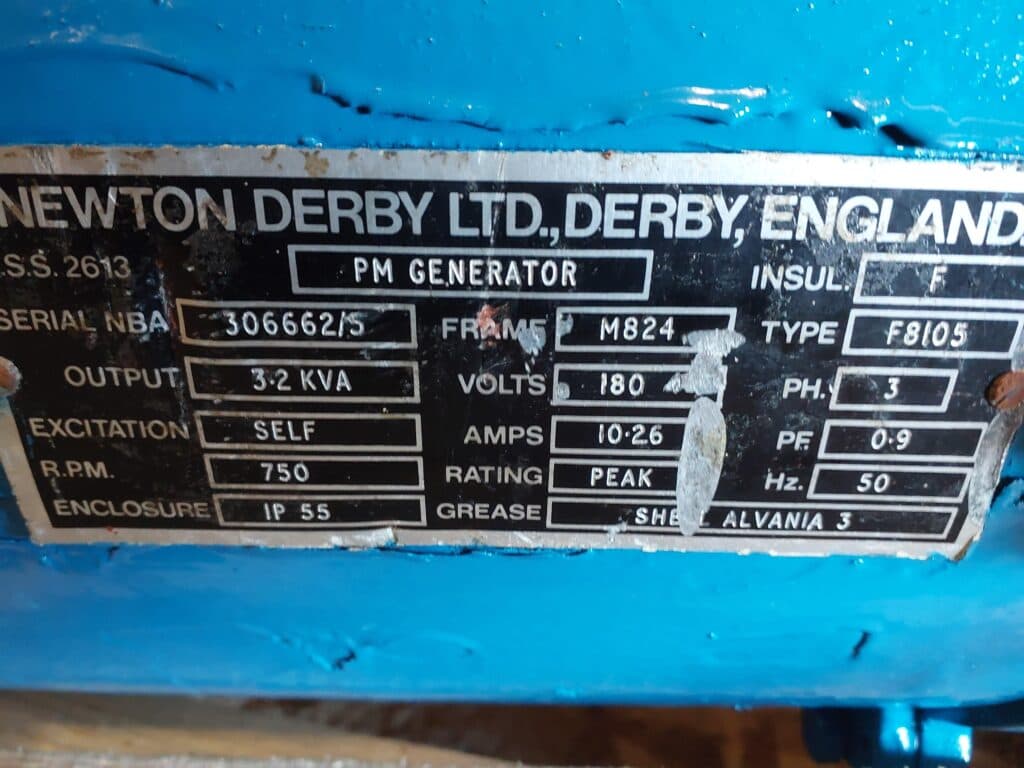 NEWTON DERBY LTD., DERBY, ENGLAND.
.S.S. 2613 PM GENERATOR INSUL. F
SERIAL NBA 306662/5 FRAME M824 TYPE F8105
OUTPUT 3·2 KVA VOLTS 180 PH. 3
EXCITATION SELF AMPS 10·26 PF. 0·9
R.P.M. 750 RATING PEAK Hz. 50
ENCLOSURE IP 55 GREASE SHELL ALVANIA 3